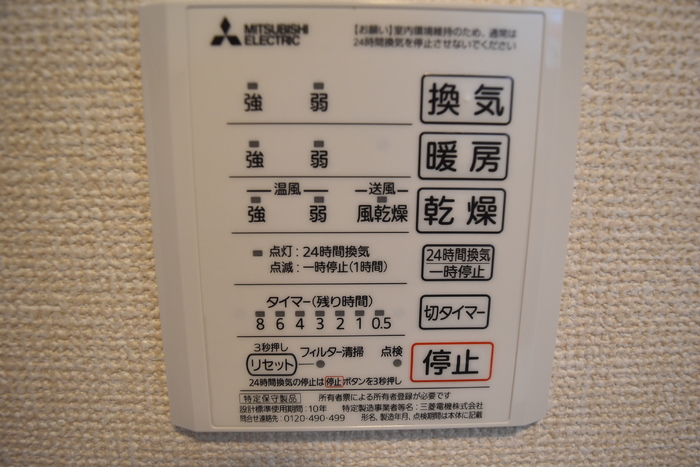 MITSUBISHI
ELECTRIC
【お願い】室内環境維持のため、通常は
24時間換気を停止させないでください
強 弱 換気
強 弱 暖房
温風 送風
強 弱 風乾燥 乾燥
点灯:24時間換気
点滅:一時停止(1時間)
24時間換気
一時停止
タイマー(残り時間)
8 6 4 3 2 1 0.5
切タイマー
3秒押し
リセット フィルター清掃 点検
停止
24時間換気の停止は停止ボタンを3秒押し
特定保守製品 所有者票による所有者登録が必要です
設計標準使用期間:10年 特定製造事業者等名:三菱電機株式会社
問合せ連絡先:0120-490-499 形名、製造年月、点検期間は本体に記載